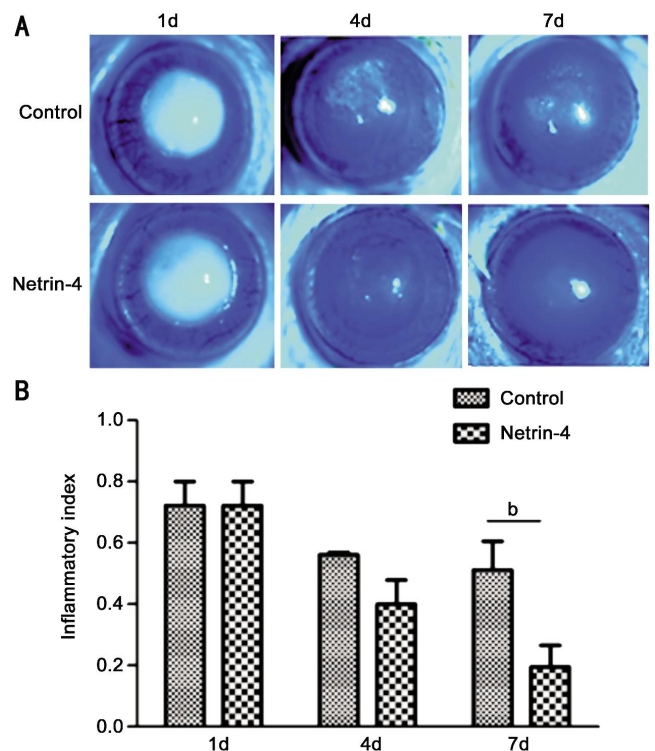 A
1d 4d 7d
Control
Netrin-4
B
Control
Netrin-4
1.0
0.8
0.6
0.4
0.2
0.0
Inflammatory index
b
1d 4d 7d